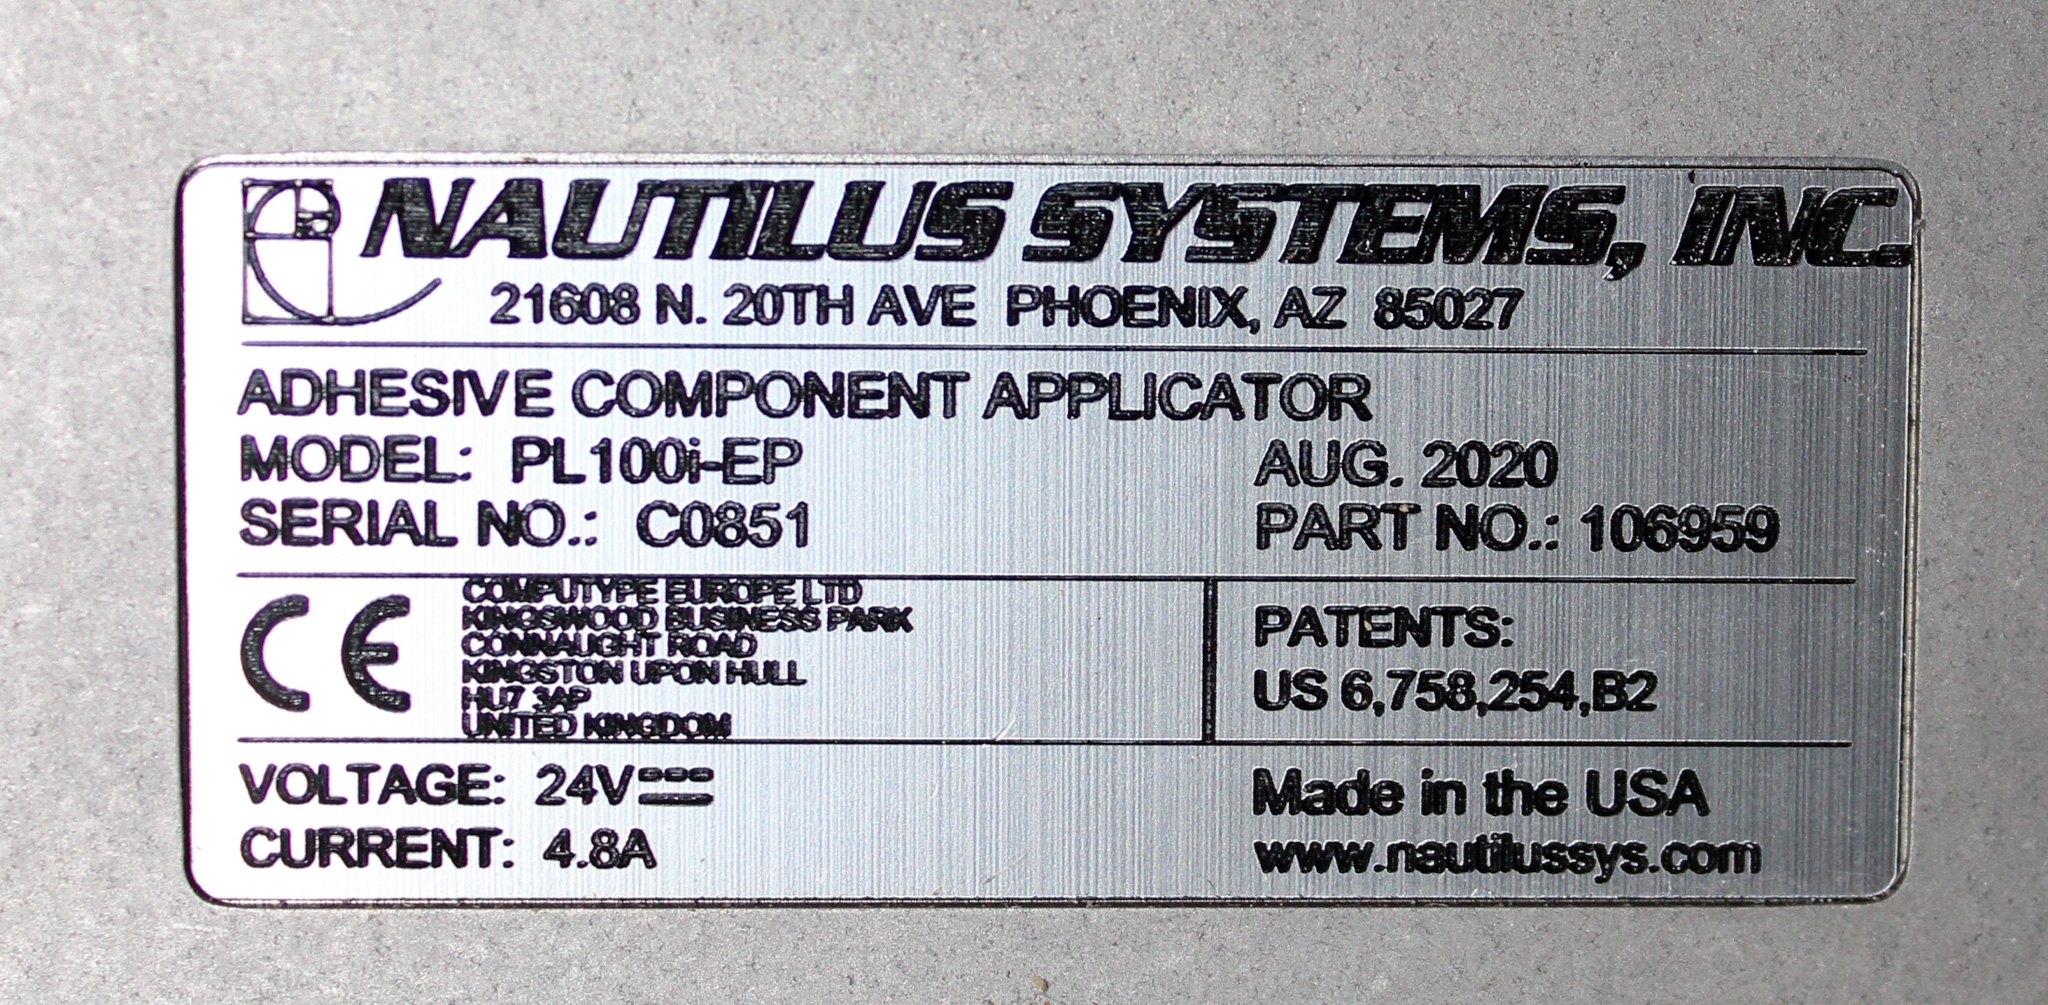 NAUTILUS SYSTEMS, INC.
21608 N. 20TH AVE PHOENIX, AZ 85027
ADHESIVE COMPONENT APPLICATOR
MODEL: PL100i-EP AUG. 2020
SERIAL NO.: C0851 PART NO.: 106959
CE
COMPUTYPE EUROPE LTD
KINGSWOOD BUSINESS PARK
CONNAUGHT ROAD
KINGSTON UPON HULL
HU7 3AP
UNITED KINGDOM
PATENTS:
US 6,758,254,B2
VOLTAGE: 24V⎓
CURRENT: 4.8A
Made in the USA
www.nautilussys.com